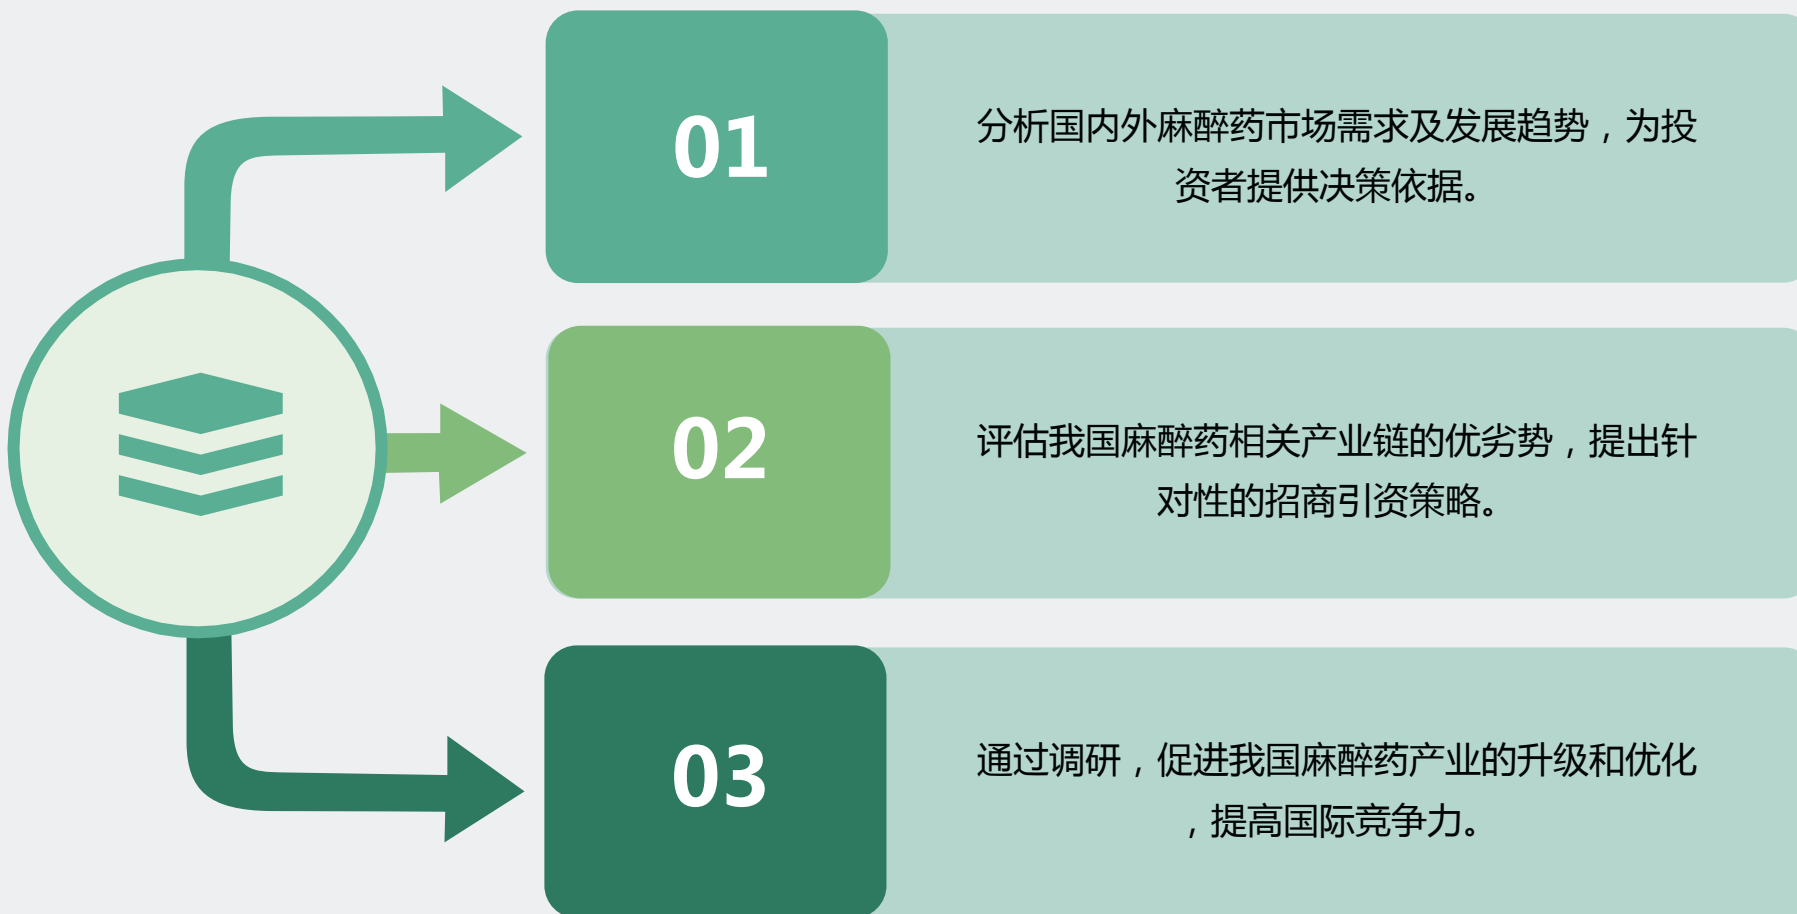 01
分析国内外麻醉药市场需求及发展趋势，为投
资者提供决策依据。
02
评估我国麻醉药相关产业链的优劣势，提出针
对性的招商引资策略。
03
通过调研，促进我国麻醉药产业的升级和优化
，提高国际竞争力。